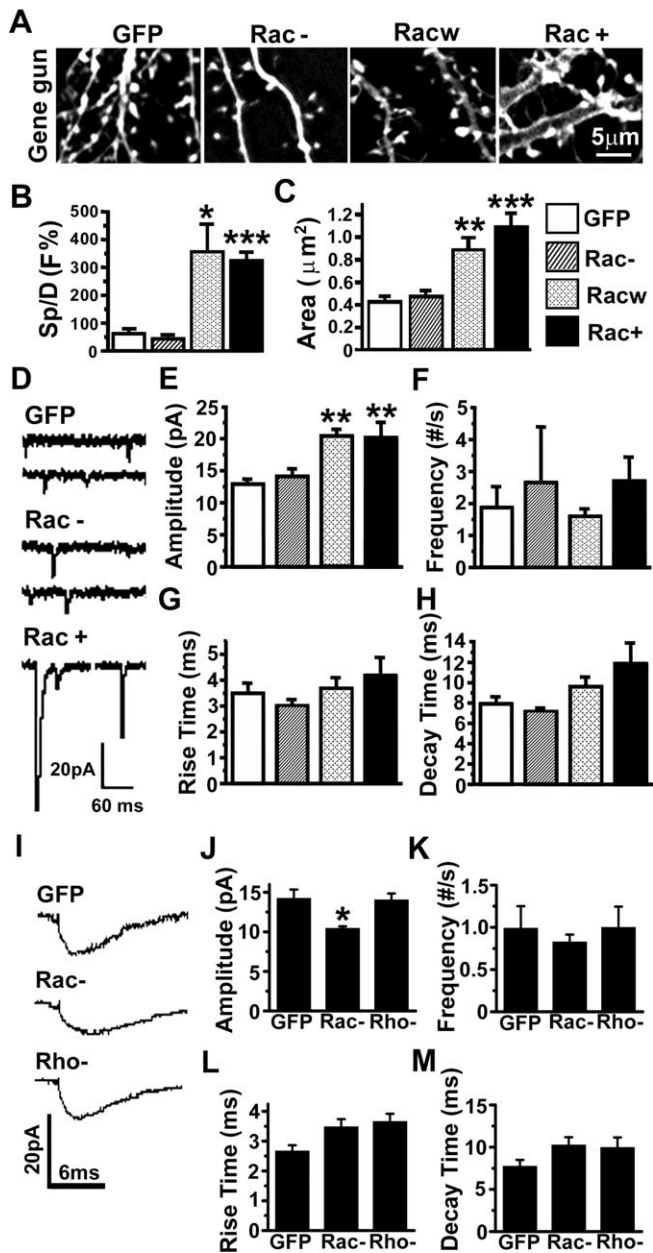 A
GFP
Rac -
Racw
Rac +
Gene gun
5µm
B
Sp/D (F%)
500
400
300
200
100
0
*
***
C
Area ( µm²)
1.4
1.2
1.0
0.8
0.6
0.4
0.2
0
**
***
GFP
Rac-
Racw
Rac+
D
GFP
Rac -
Rac +
20pA
60 ms
E
Amplitude (pA)
25
20
15
10
5
0
**
**
F
Frequency (#/s)
5
4
3
2
1
0
G
Rise Time (ms)
6
5
4
3
2
1
0
H
Decay Time (ms)
14
12
10
8
6
4
2
0
I
GFP
Rac-
Rho-
20pA
6ms
J
Amplitude (pA)
20
15
10
5
0
*
GFP Rac- Rho-
K
Frequency (#/s)
1.5
1.0
0.5
0
GFP Rac- Rho-
L
Rise Time (ms)
5
4
3
2
1
0
GFP Rac- Rho-
M
Decay Time (ms)
20
15
10
5
0
GFP Rac- Rho-